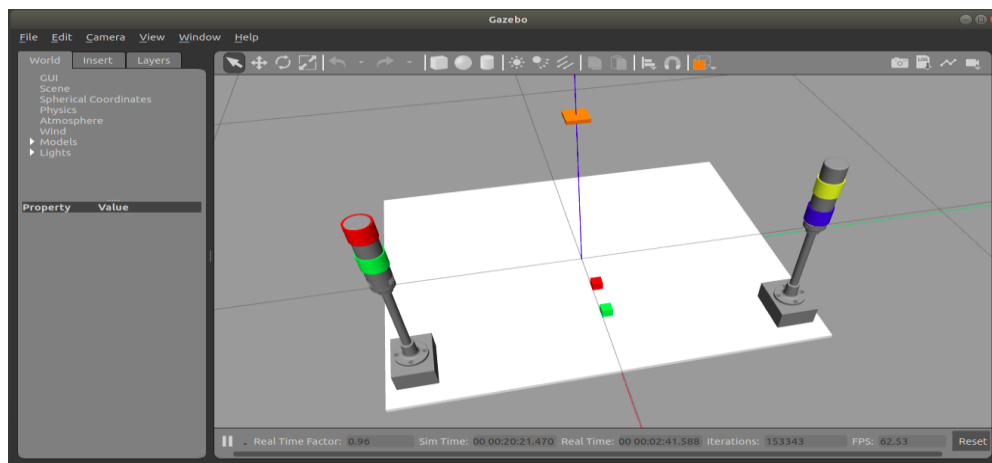 Gazebo
File Edit Camera View Window Help
World Insert Layers
GUI
Scene
Spherical Coordinates
Physics
Atmosphere
Wind
Models
Lights
Property Value
Real Time Factor: 0.96 Sim Time: 00 00:20:21.470 Real Time: 00 00:02:41.588 Iterations: 153343 FPS: 62.53 Reset